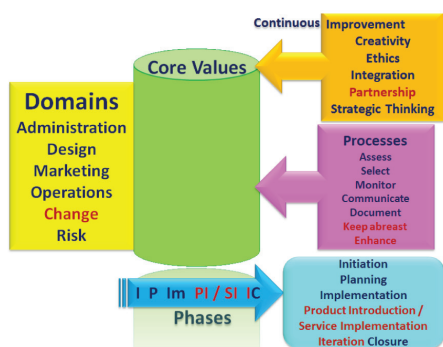 Continuous Improvement
Creativity
Ethics
Integration
Partnership
Strategic Thinking
Core Values
Domains
Administration
Design
Marketing
Operations
Change
Risk
Processes
Assess
Select
Monitor
Communicate
Document
Keep abreast
Enhance
I P Im PI / SI IC
Phases
Initiation
Planning
Implementation
Product Introduction /
Service Implementation
Iteration Closure